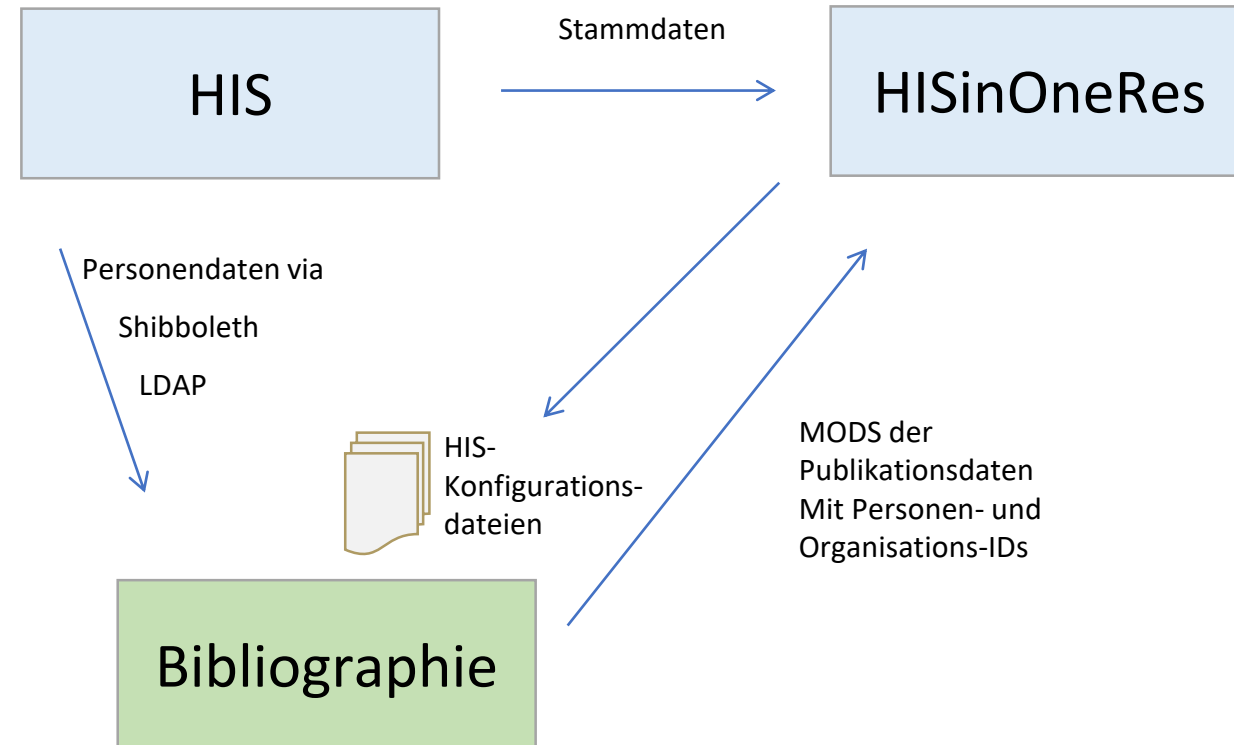 Stammdaten
HIS
HISinOneRes
Personendaten via
Shibboleth
LDAP
HIS-
Konfigurations-
dateien
MODS der
Publikationsdaten
Mit Personen- und
Organisations-IDs
Bibliographie